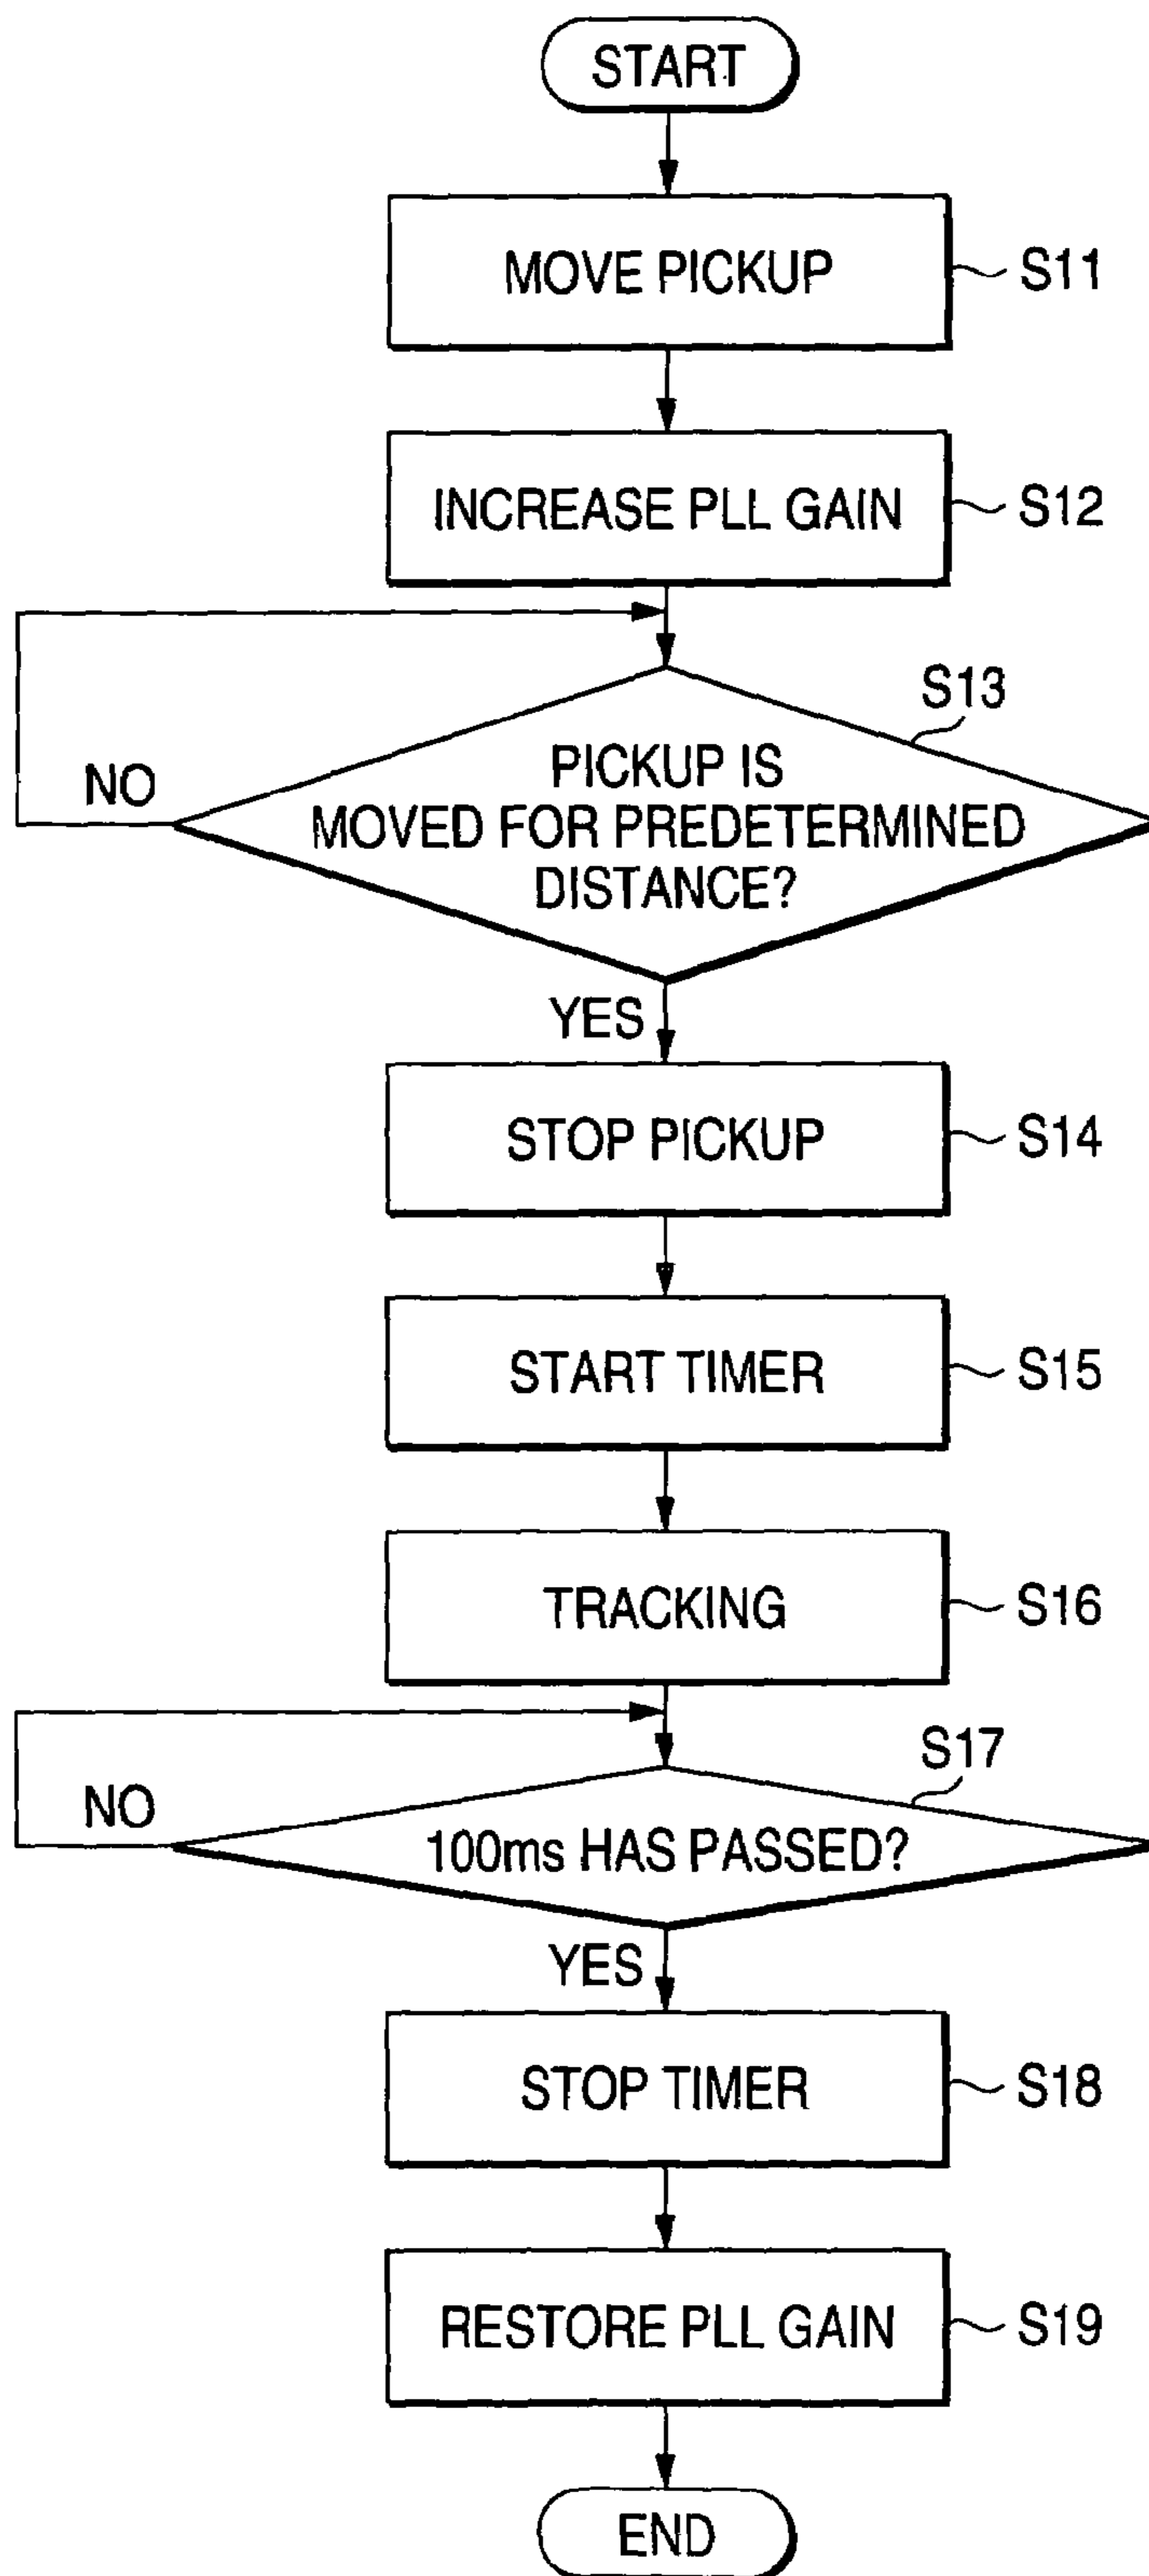 START
MOVE PICKUP
S11
INCREASE PLL GAIN
S12
S13
PICKUP IS
MOVED FOR PREDETERMINED
DISTANCE?
NO
YES
STOP PICKUP
S14
START TIMER
S15
TRACKING
S16
S17
100ms HAS PASSED?
NO
YES
STOP TIMER
S18
RESTORE PLL GAIN
S19
END